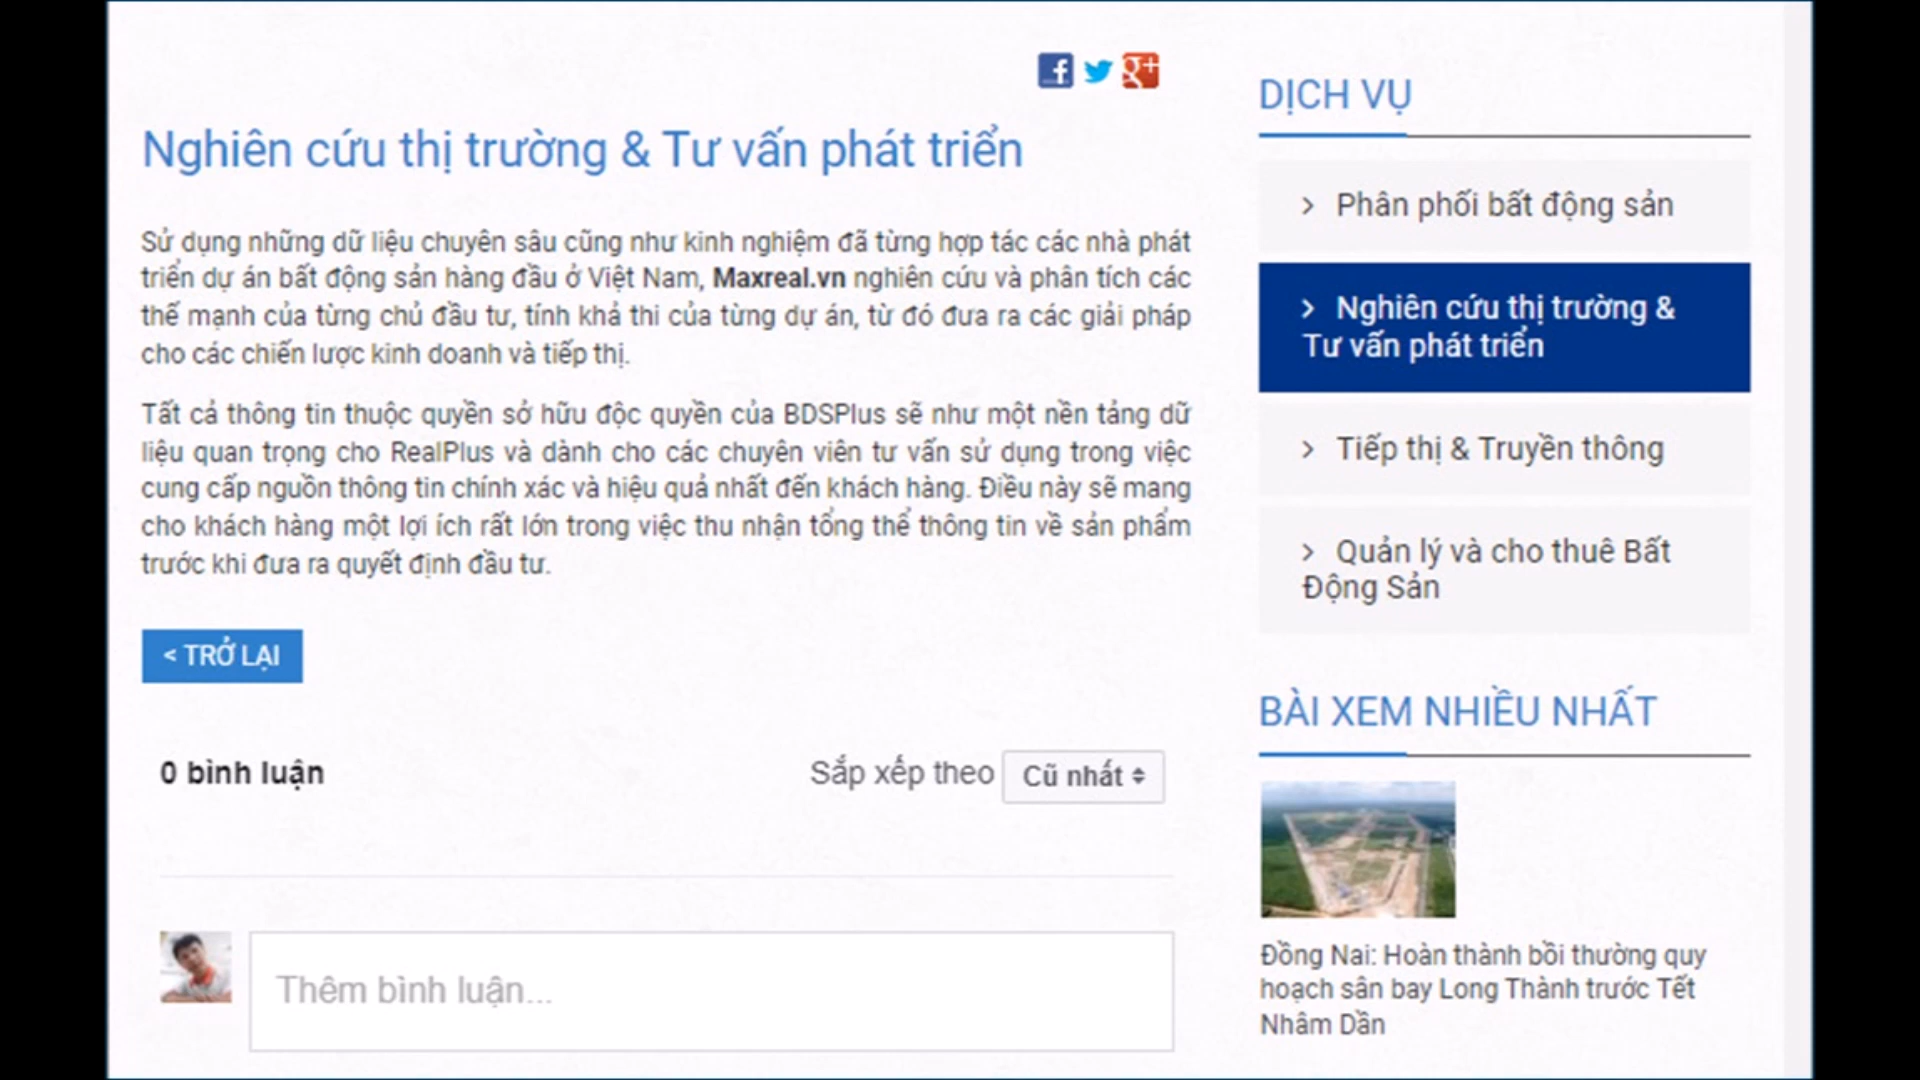 Nghiên cứu thị trường & Tư vấn phát triển
Sử dụng những dữ liệu chuyên sâu cũng như kinh nghiệm đã từng hợp tác các nhà phát
triển dự án bất động sản hàng đầu ở Việt Nam, Maxreal.vn nghiên cứu và phân tích các
thế mạnh của từng chủ đầu tư, tính khả thi của từng dự án, từ đó đưa ra các giải pháp
cho các chiến lược kinh doanh và tiếp thị.
Tất cả thông tin thuộc quyền sở hữu độc quyền của BDSPlus sẽ như một nền tảng dữ
liệu quan trọng cho RealPlus và dành cho các chuyên viên tư vấn sử dụng trong việc
cung cấp nguồn thông tin chính xác và hiệu quả nhất đến khách hàng. Điều này sẽ mang
cho khách hàng một lợi ích rất lớn trong việc thu nhận tổng thể thông tin về sản phẩm
trước khi đưa ra quyết định đầu tư.
< TRỞ LẠI
0 bình luận
Sắp xếp theo Cũ nhất
Thêm bình luận...
DỊCH VỤ
> Phân phối bất động sản
> Nghiên cứu thị trường &
Tư vấn phát triển
> Tiếp thị & Truyền thông
> Quản lý và cho thuê Bất
Động Sản
BÀI XEM NHIỀU NHẤT
Đồng Nai: Hoàn thành bồi thường quy
hoạch sân bay Long Thành trước Tết
Nhâm Dần